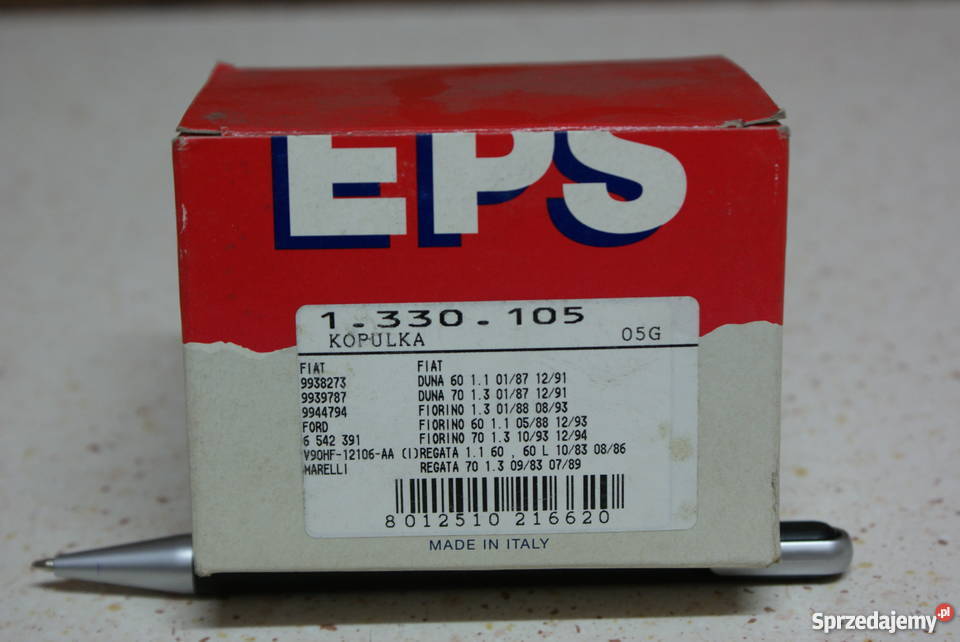 EPS
1.330.105
KOPULKA 05G
FIAT FIAT
9938273 DUNA 60 1.1 01/87 12/91
9939787 DUNA 70 1.3 01/87 12/91
9944794 FIORINO 1.3 01/88 08/93
FORD FIORINO 60 1.1 05/88 12/93
6 542 391 FIORINO 70 1.3 10/93 12/94
V90HF-12106-AA (I) REGATA 1.1 60 , 60 L 10/83 08/86
MARELLI REGATA 70 1.3 09/83 07/89
8012510 216620
MADE IN ITALY
Sprzedajemy.pl